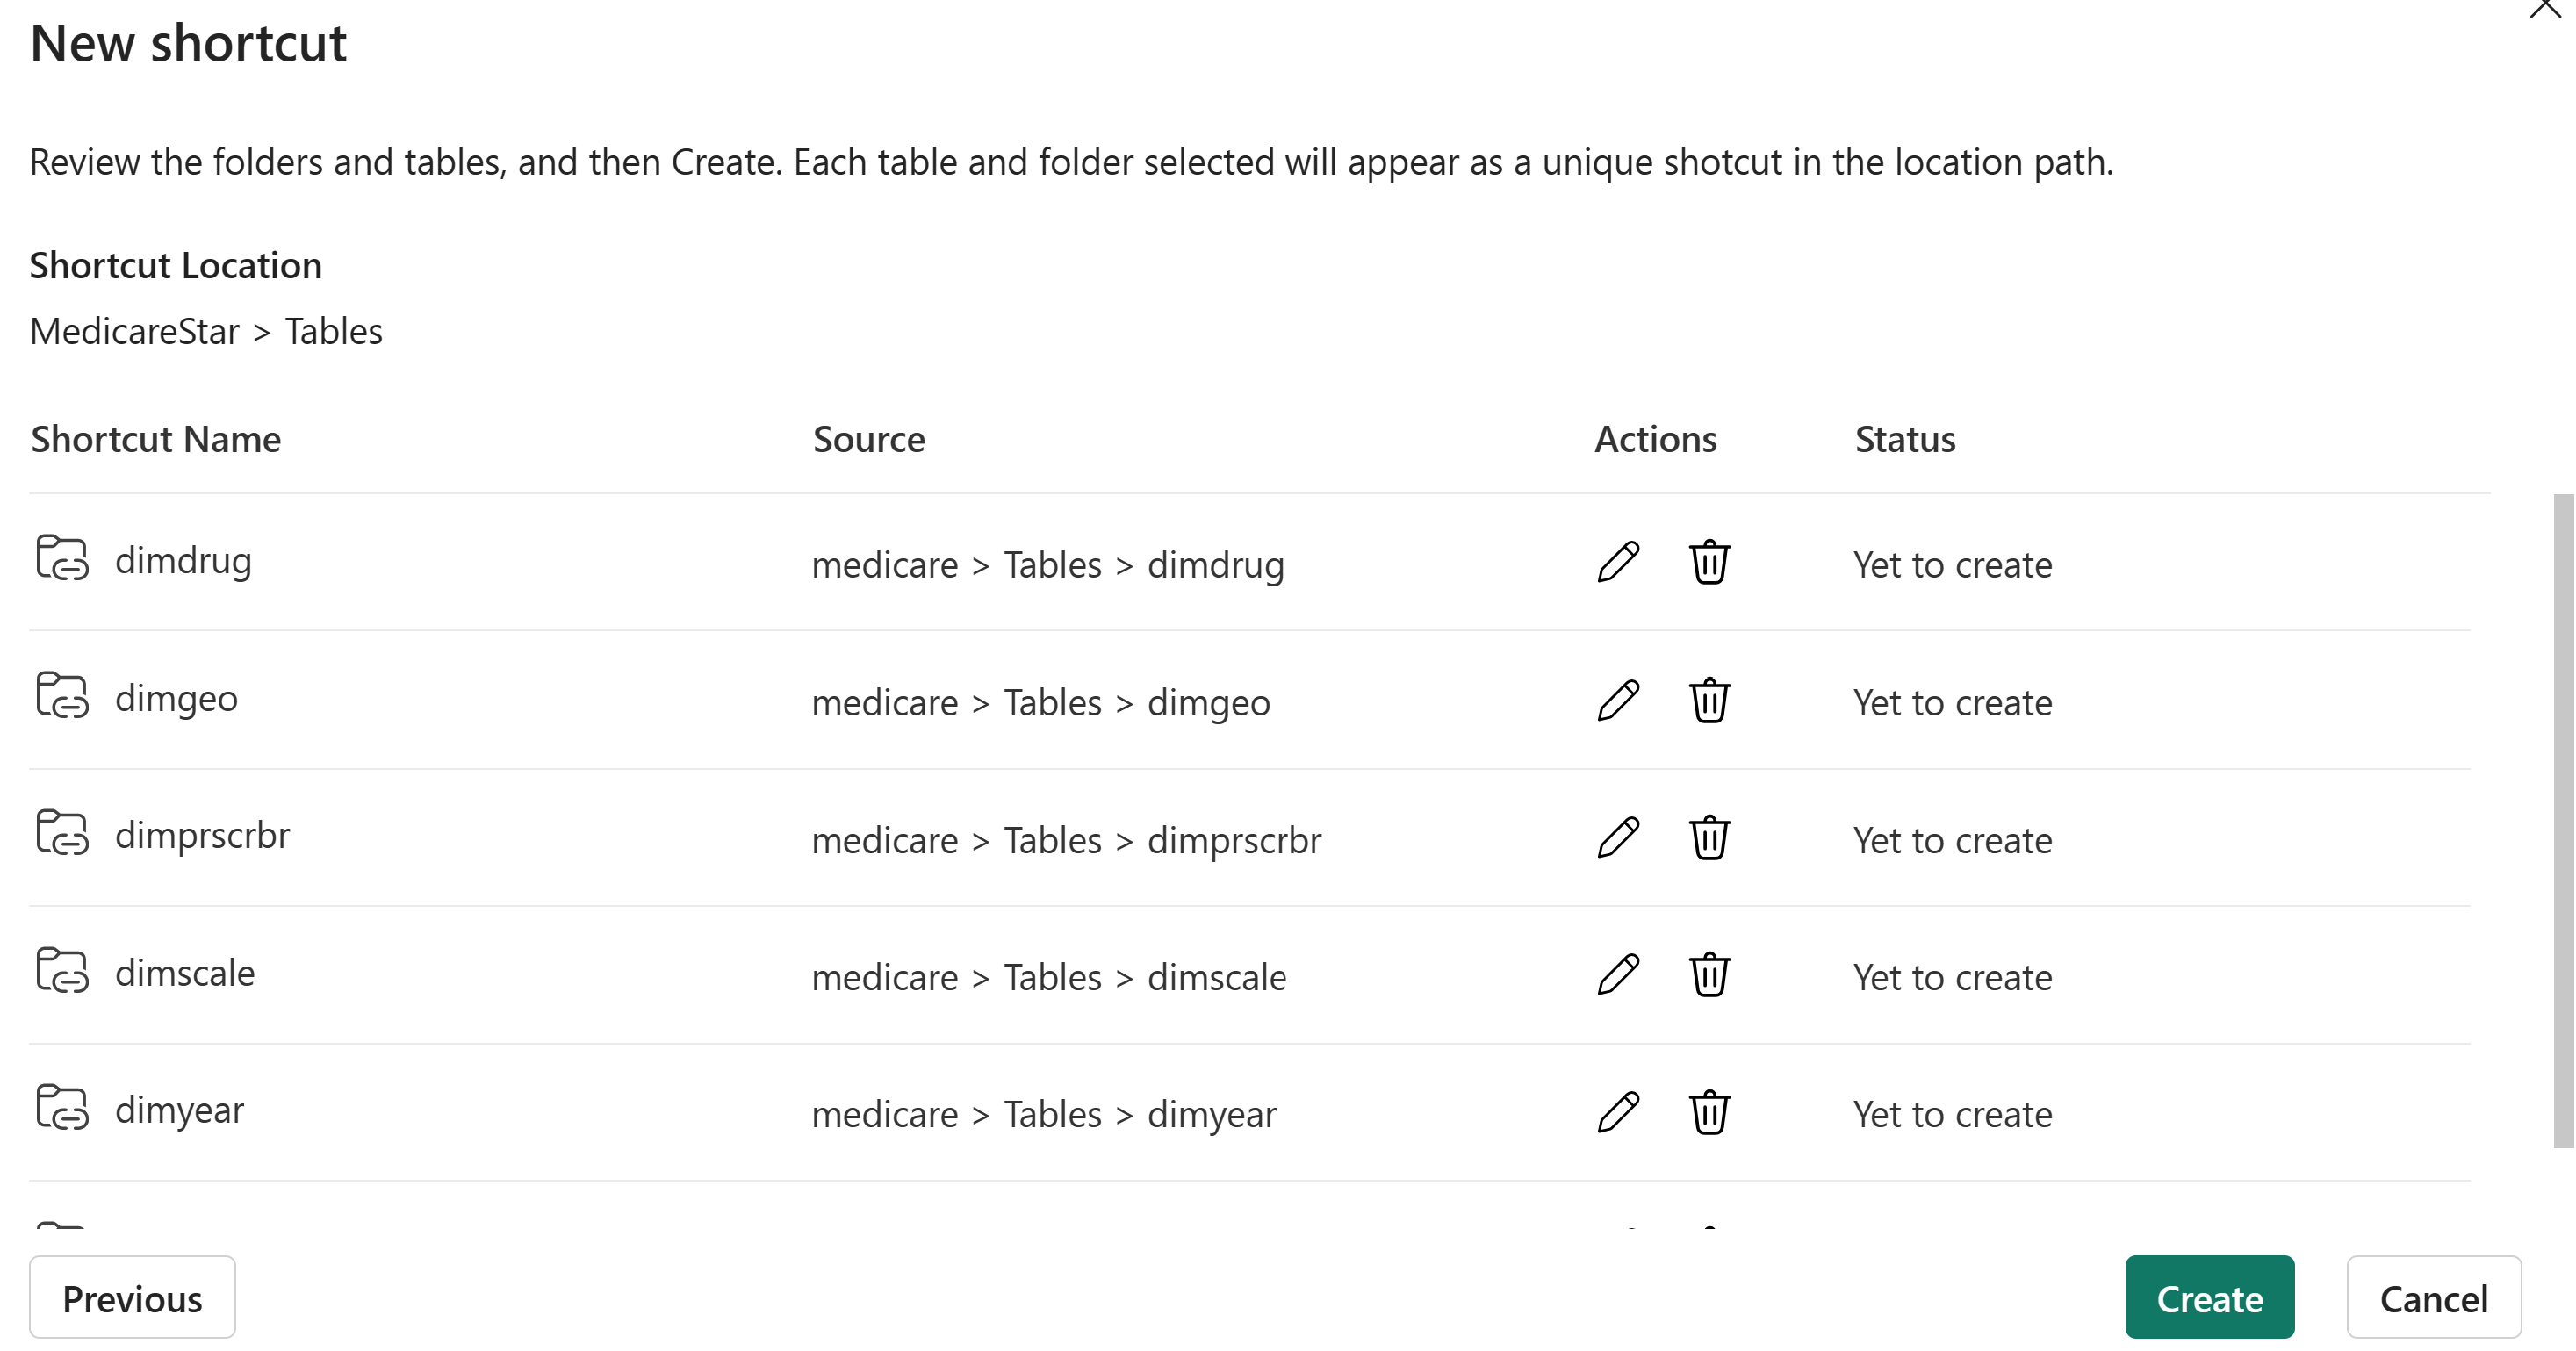 New shortcut
Review the folders and tables, and then Create. Each table and folder selected will appear as a unique shotcut in the location path.
Shortcut Location
MedicareStar > Tables
Shortcut Name Source Actions Status
dimdrug medicare > Tables > dimdrug Yet to create
dimgeo medicare > Tables > dimgeo Yet to create
dimprscrbr medicare > Tables > dimprscrbr Yet to create
dimscale medicare > Tables > dimscale Yet to create
dimyear medicare > Tables > dimyear Yet to create
Previous Create Cancel